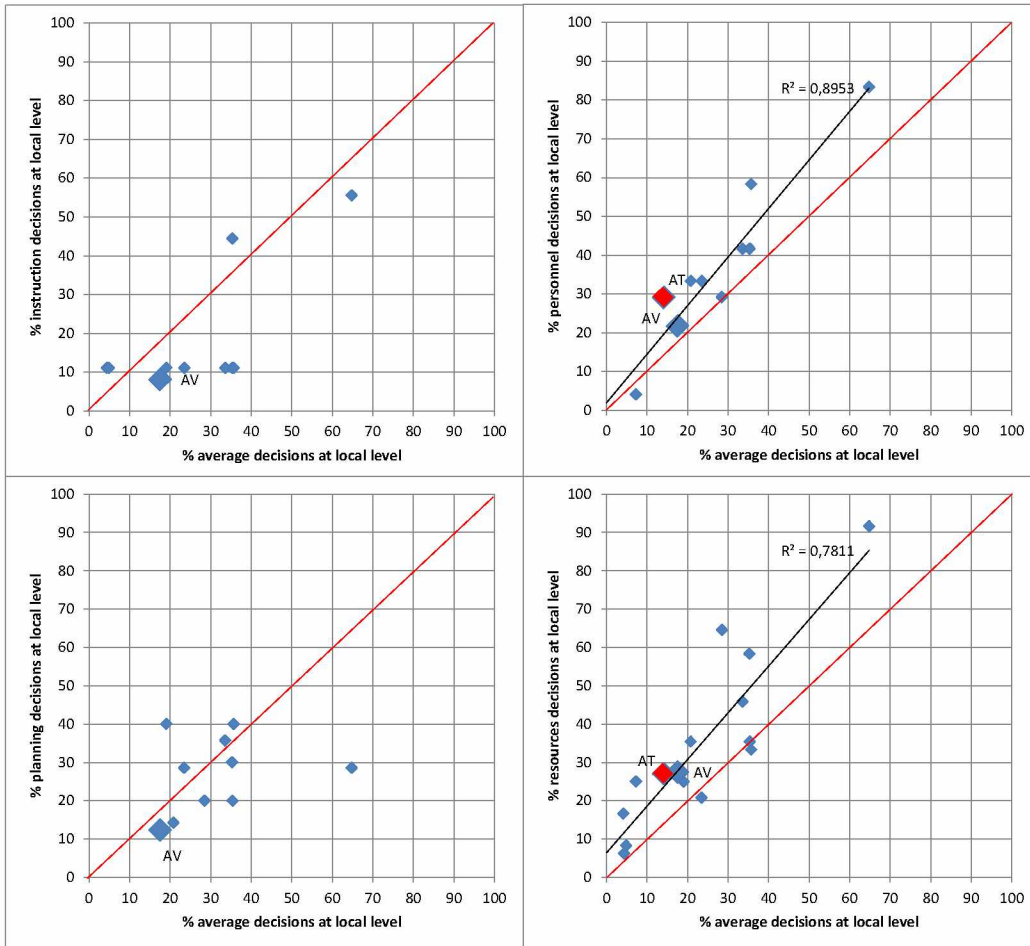 100
90
80
70
60
50
40
30
20
10
0
% instruction decisions at local level
AV
0 10 20 30 40 50 60 70 80 90 100
% average decisions at local level
100
90
80
70
60
50
40
30
20
10
0
% personnel decisions at local level
R² = 0,8953
AT
AV
0 10 20 30 40 50 60 70 80 90 100
% average decisions at local level
100
90
80
70
60
50
40
30
20
10
0
% planning decisions at local level
AV
0 10 20 30 40 50 60 70 80 90 100
% average decisions at local level
100
90
80
70
60
50
40
30
20
10
0
% resources decisions at local level
R² = 0,7811
AT
AV
0 10 20 30 40 50 60 70 80 90 100
% average decisions at local level